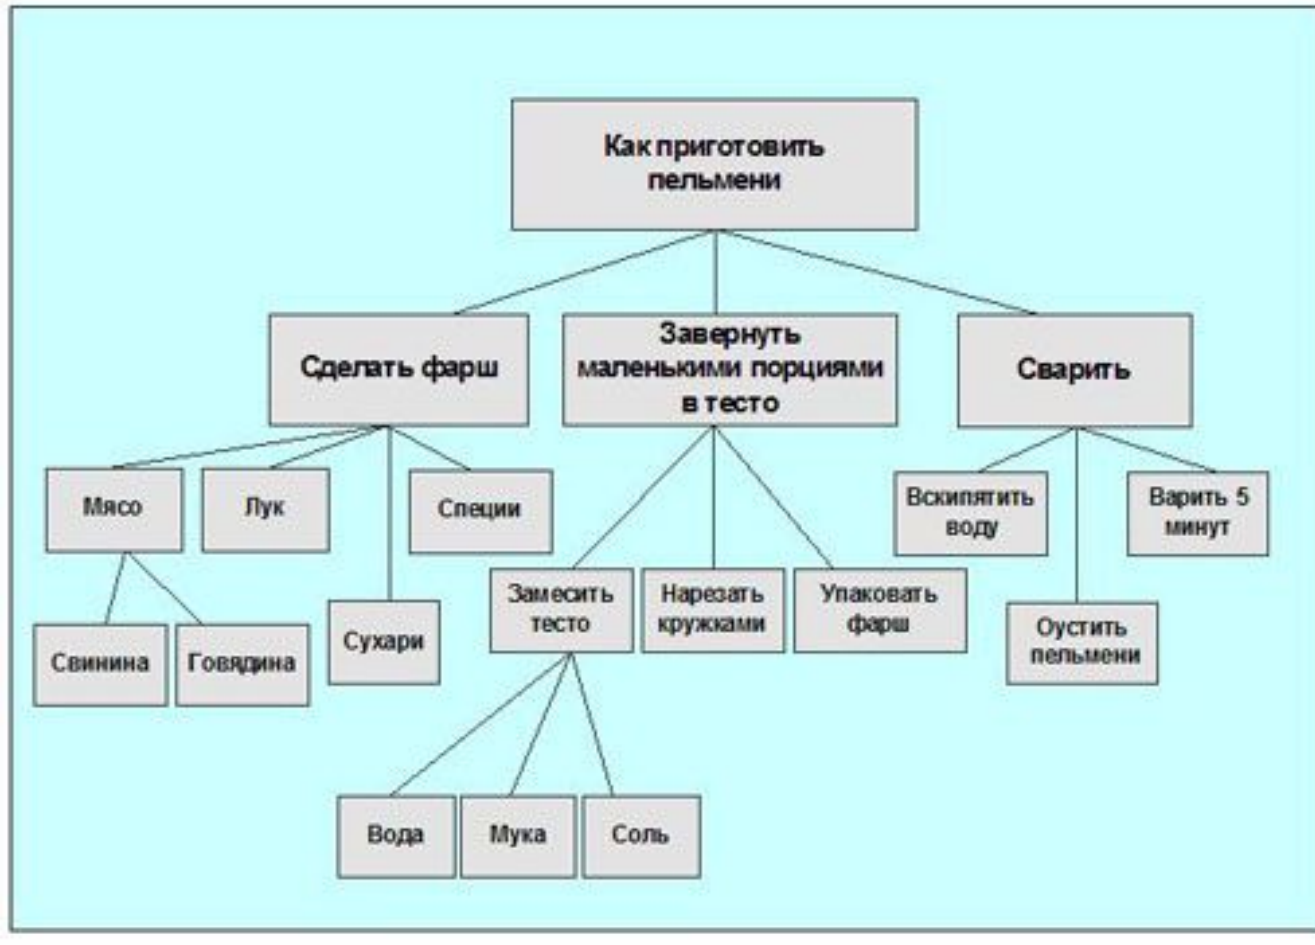 Как приготовить
пельмени
Сделать фарш
Завернуть
маленькими порциями
в тесто
Сварить
Мясо
Лук
Специи
Вскипятить
воду
Варить 5
минут
Замесить
тесто
Нарезать
кружками
Упаковать
фарш
Сухари
Оустить
пельмени
Свинина
Говядина
Вода
Мука
Соль